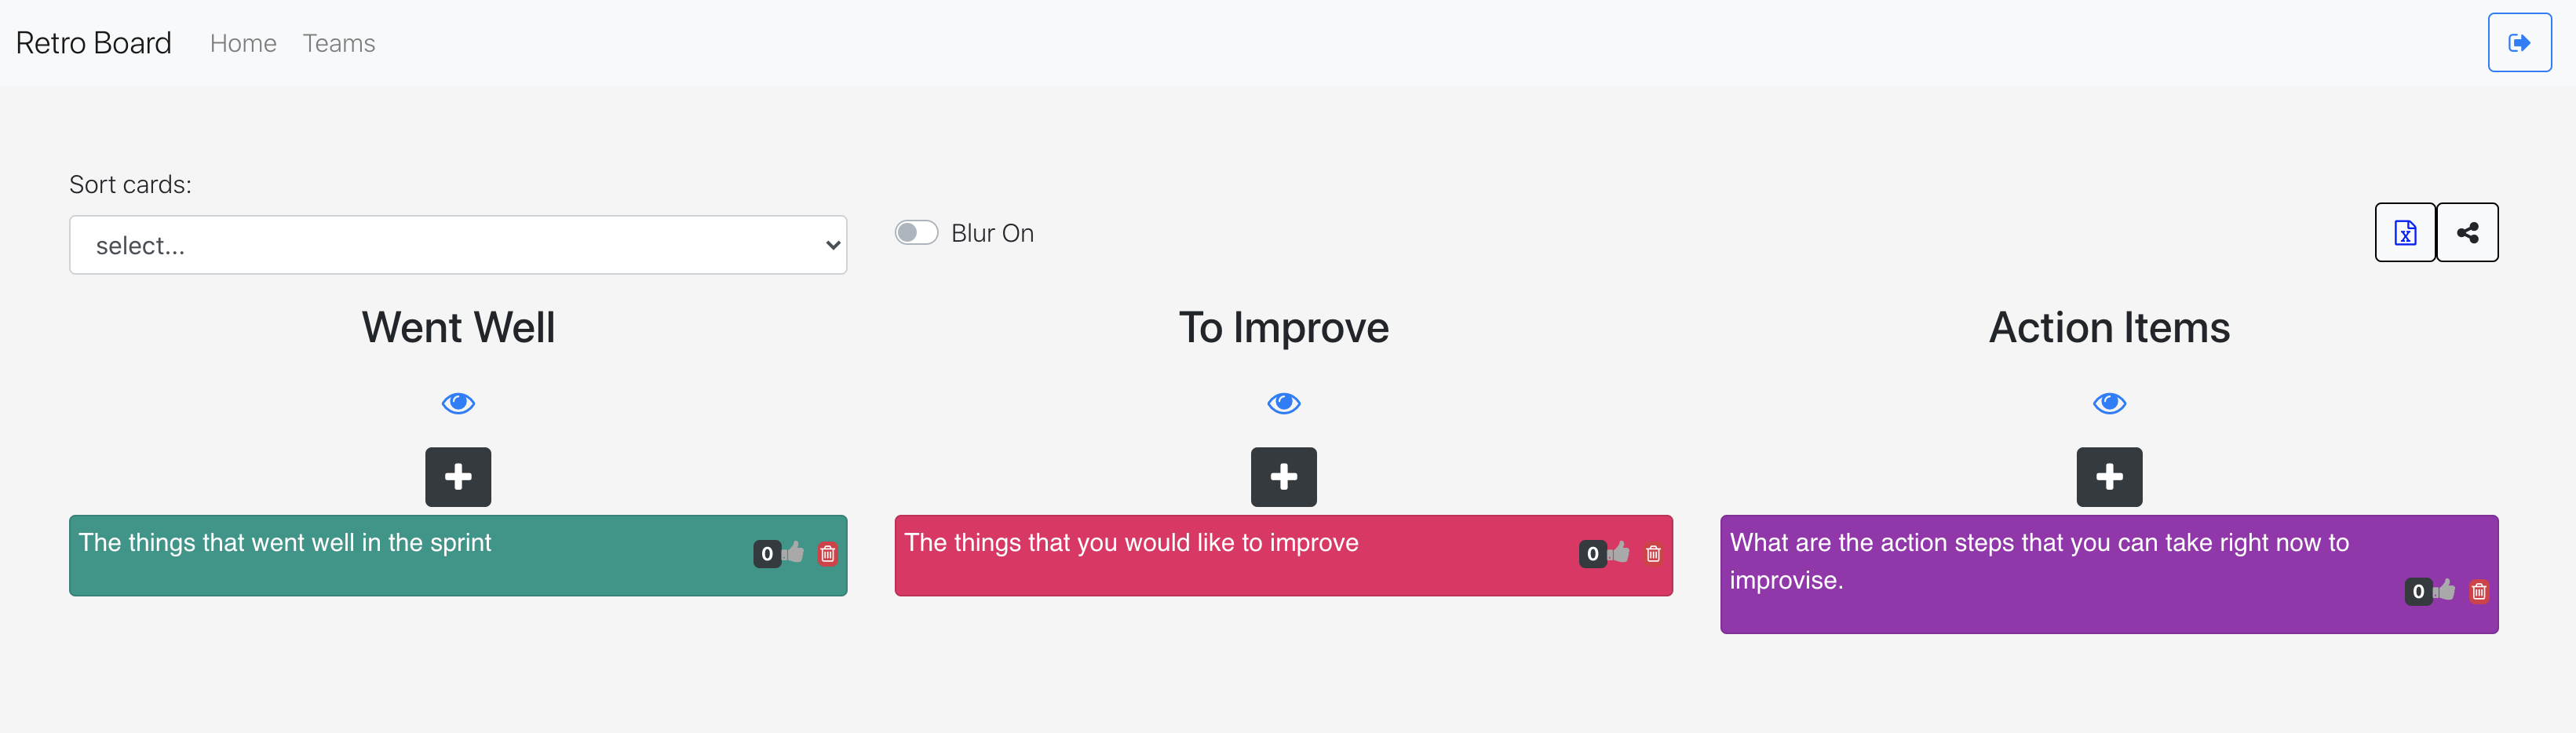 Retro Board Home Teams
Sort cards:
select...
Blur On
Went Well
To Improve
Action Items
The things that went well in the sprint
0
The things that you would like to improve
0
What are the action steps that you can take right now to
improvise.
0